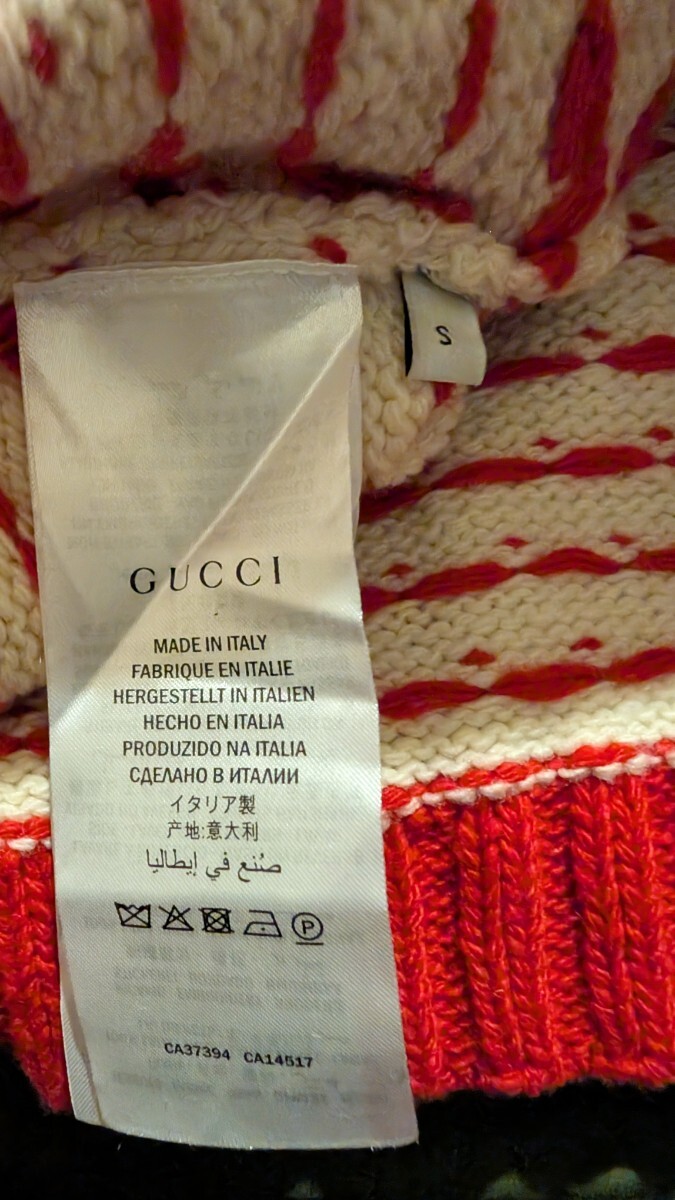 S
GUCCI
MADE IN ITALY
FABRIQUE EN ITALIE
HERGESTELLT IN ITALIEN
HECHO EN ITALIA
PRODUZIDO NA ITALIA
СДЕЛАНО В ИТАЛИИ
イタリア製
产地:意大利
صُنع في إيطاليا
P
CA37394 CA14517